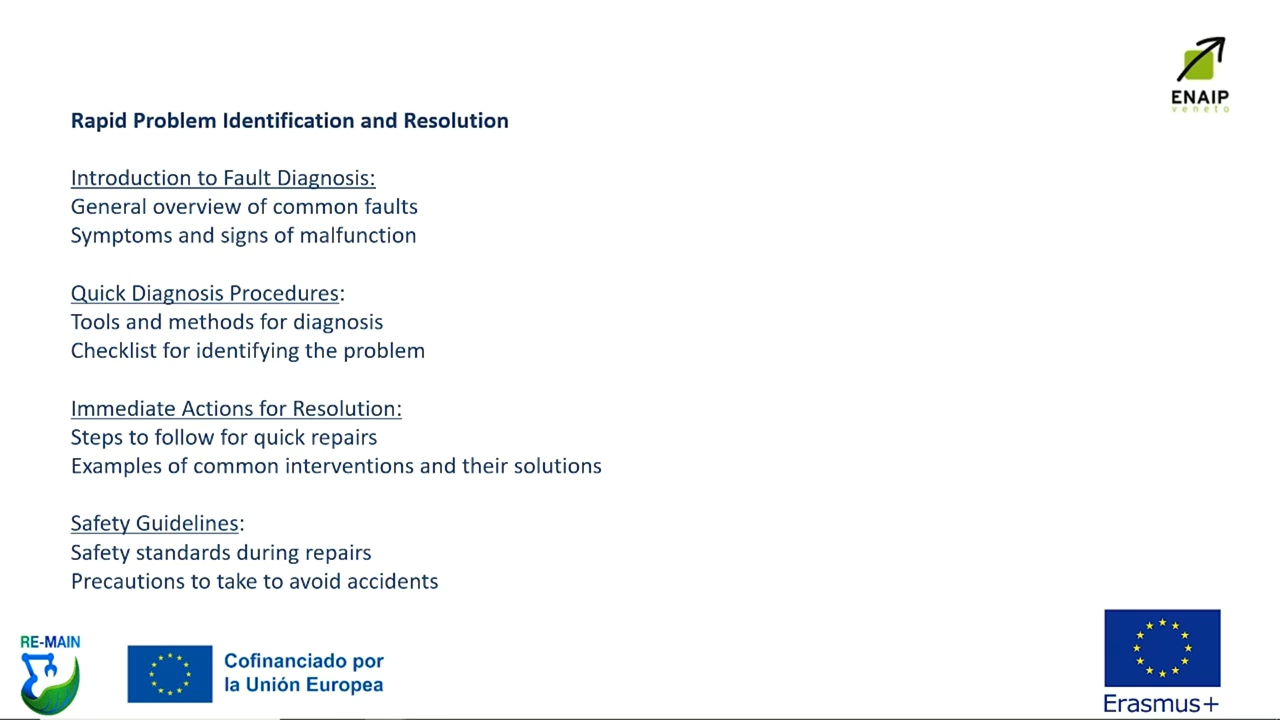 ENAIP
veneto
Rapid Problem Identification and Resolution
Introduction to Fault Diagnosis:
General overview of common faults
Symptoms and signs of malfunction
Quick Diagnosis Procedures:
Tools and methods for diagnosis
Checklist for identifying the problem
Immediate Actions for Resolution:
Steps to follow for quick repairs
Examples of common interventions and their solutions
Safety Guidelines:
Safety standards during repairs
Precautions to take to avoid accidents
RE-MAIN
Cofinanciado por
la Unión Europea
Erasmus+